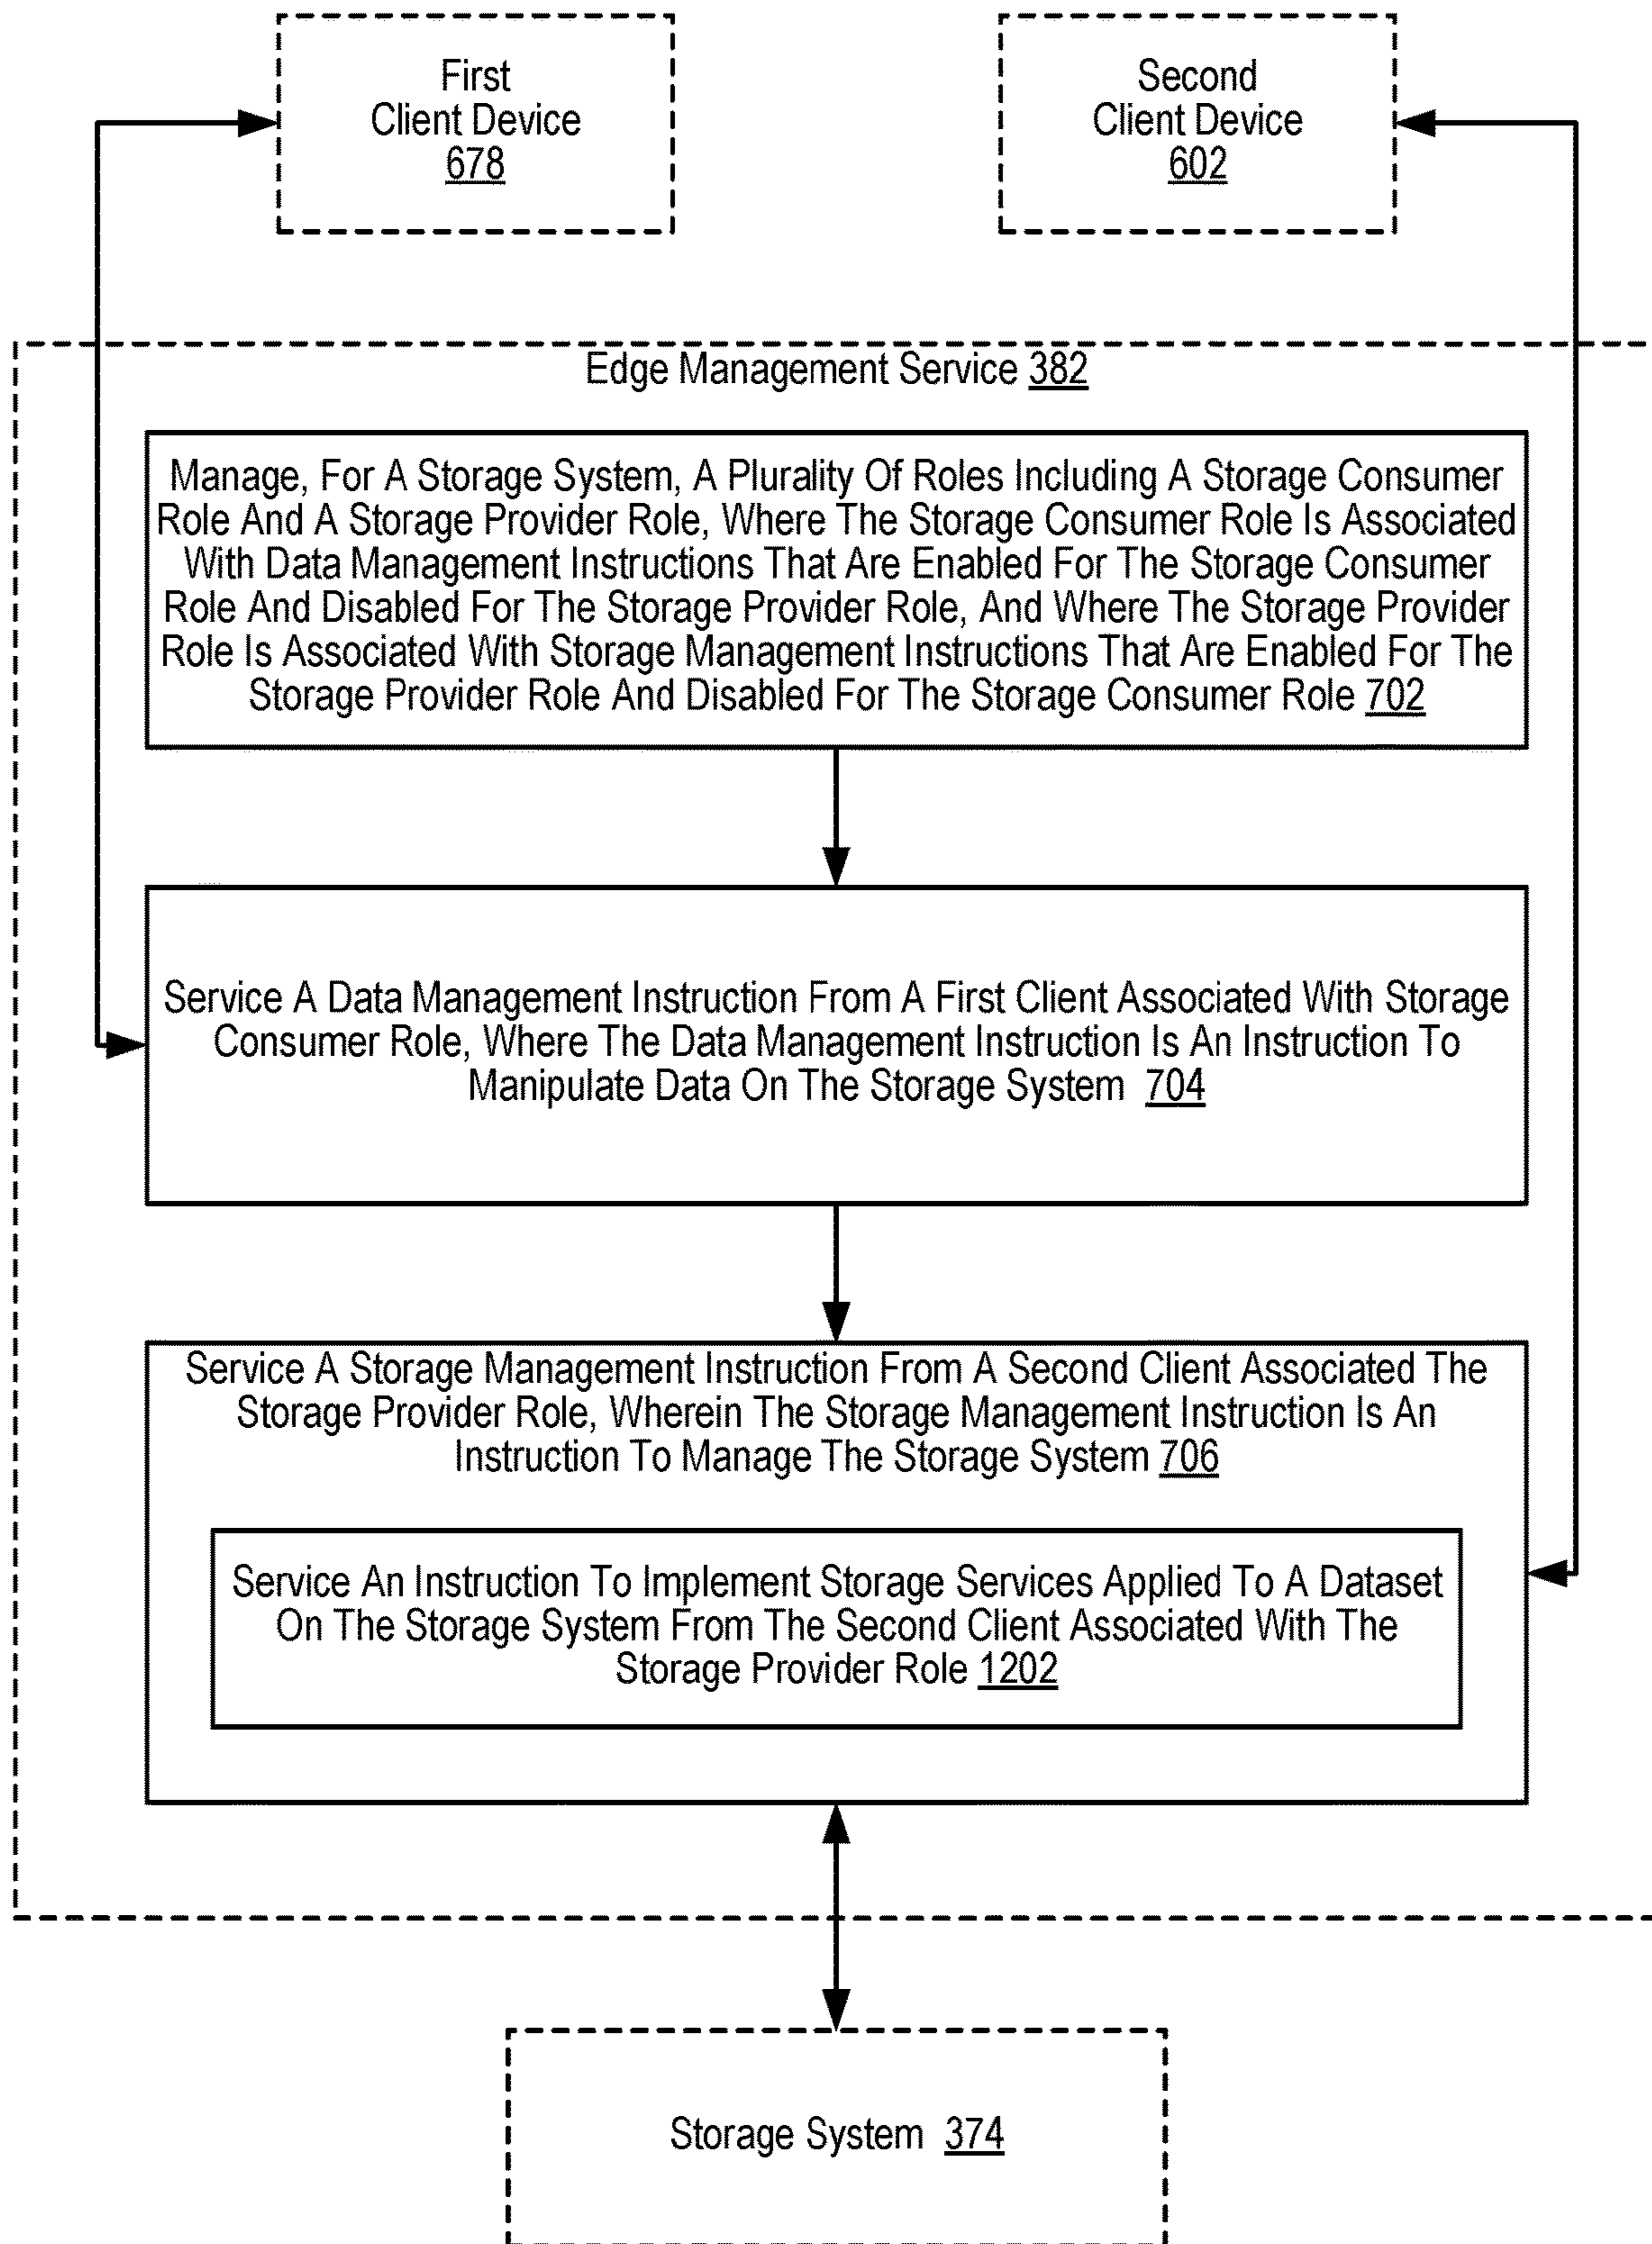 First
Client Device
678
Second
Client Device
602
Edge Management Service 382
Manage, For A Storage System, A Plurality Of Roles Including A Storage Consumer
Role And A Storage Provider Role, Where The Storage Consumer Role Is Associated
With Data Management Instructions That Are Enabled For The Storage Consumer
Role And Disabled For The Storage Provider Role, And Where The Storage Provider
Role Is Associated With Storage Management Instructions That Are Enabled For The
Storage Provider Role And Disabled For The Storage Consumer Role 702
Service A Data Management Instruction From A First Client Associated With Storage
Consumer Role, Where The Data Management Instruction Is An Instruction To
Manipulate Data On The Storage System 704
Service A Storage Management Instruction From A Second Client Associated The
Storage Provider Role, Wherein The Storage Management Instruction Is An
Instruction To Manage The Storage System 706
Service An Instruction To Implement Storage Services Applied To A Dataset
On The Storage System From The Second Client Associated With The
Storage Provider Role 1202
Storage System 374